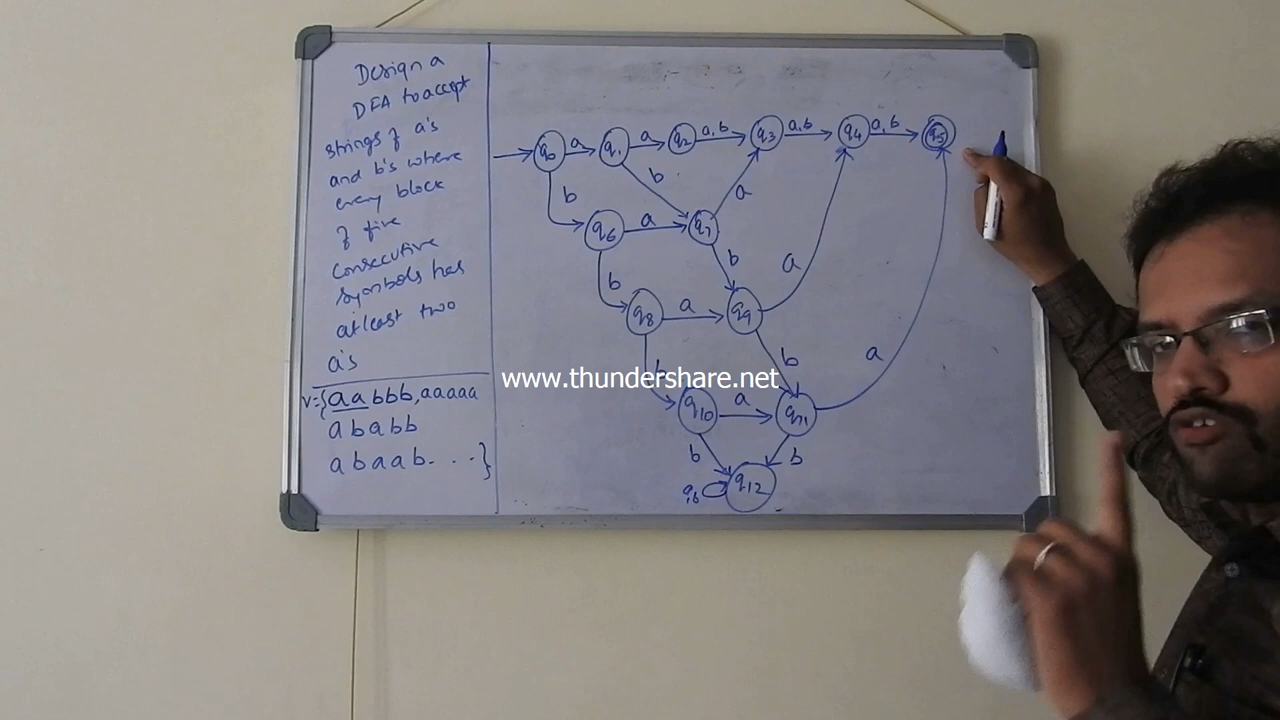 Design a
DFA to accept
strings of a's
and b's where
every block
of five
consecutive
symbols has
atleast two
a's
V={aabbb,aaaaa
ababb
abaab....}
q0 a q1 a q2 a,b q3 a,b q4 a,b q5
b b a
q6 a q7
b b a
q8 a q9
b b a
q10 a q11
b b
a,b q12
www.thundershare.net